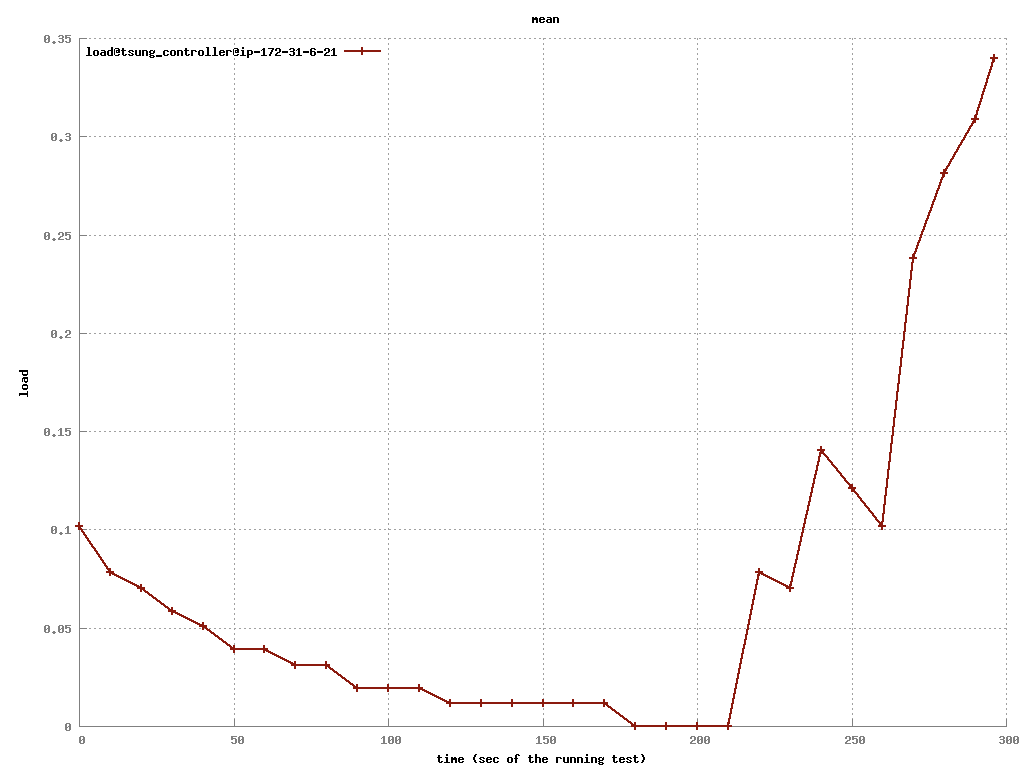 mean
load@tsung_controller@ip-172-31-6-21
0.35
0.3
0.25
0.2
0.15
0.1
0.05
0
load
0 50 100 150 200 250 300
time (sec of the running test)